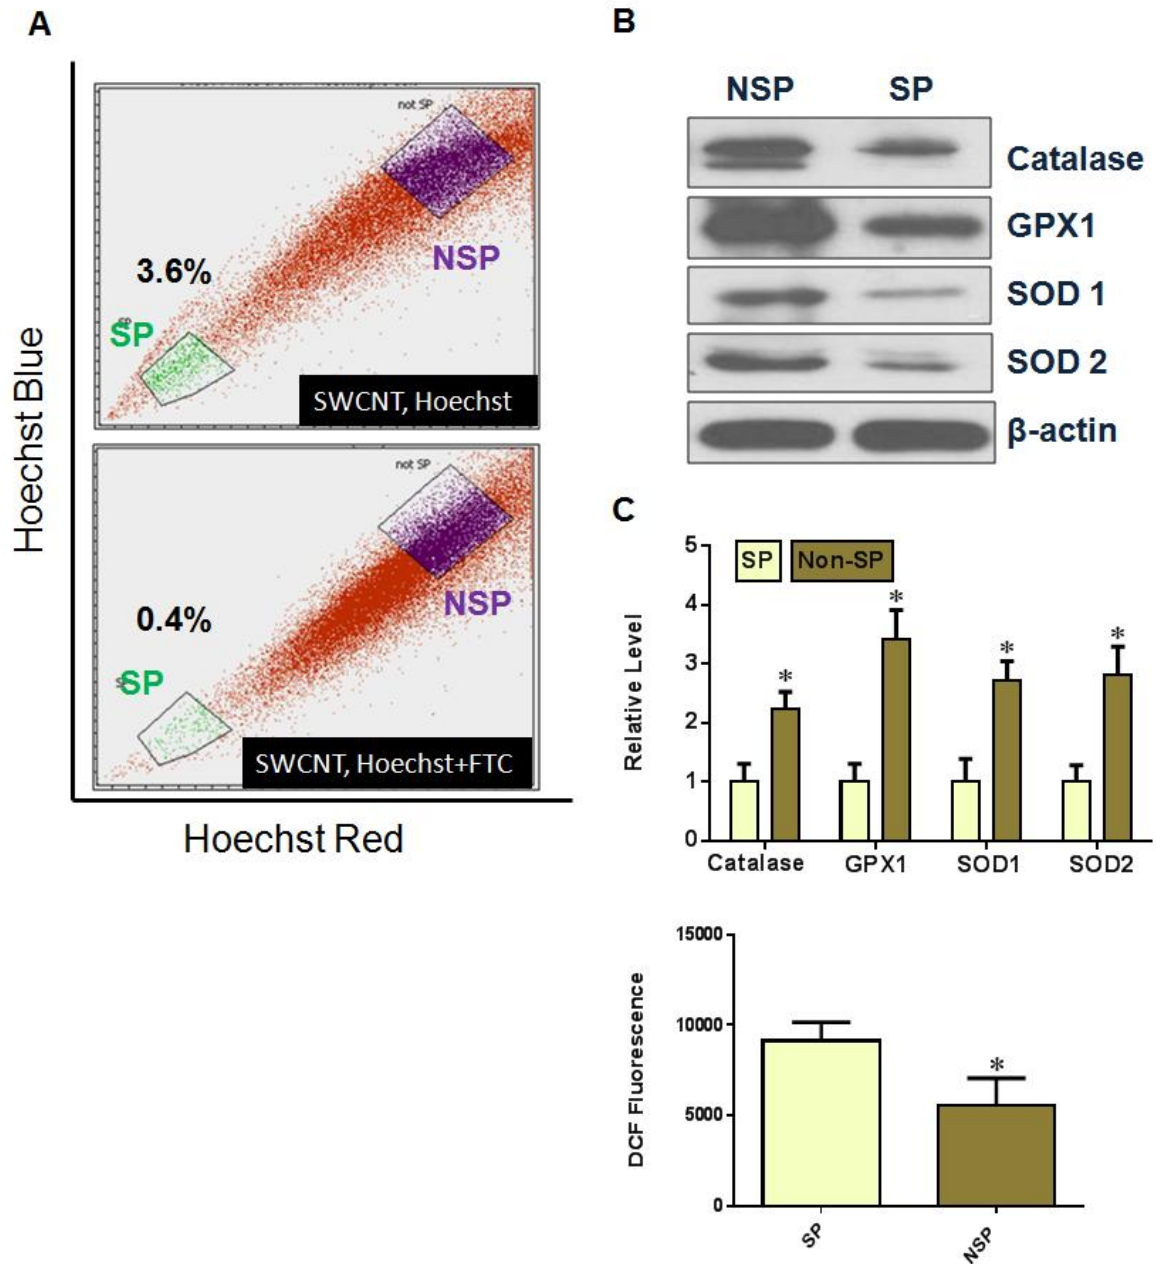 A
Hoechst Blue
not SP
3.6%
NSP
SP
SWCNT, Hoechst
not SP
0.4%
NSP
SP
SWCNT, Hoechst+FTC
Hoechst Red
B
NSP SP
Catalase
GPX1
SOD 1
SOD 2
β-actin
C
Relative Level
5
4
3
2
1
0
SP Non-SP
*
*
*
*
Catalase GPX1 SOD1 SOD2
DCF Fluorescence
15000
10000
5000
0
*
SP NSP